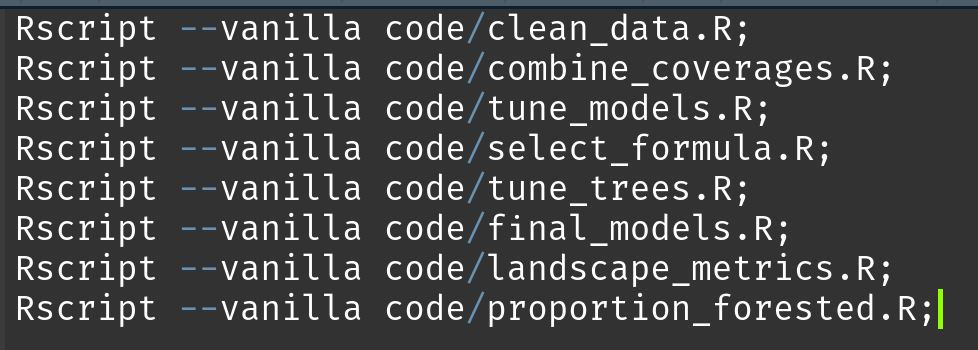 Rscript --vanilla code/clean_data.R;
Rscript --vanilla code/combine_coverages.R;
Rscript --vanilla code/tune_models.R;
Rscript --vanilla code/select_formula.R;
Rscript --vanilla code/tune_trees.R;
Rscript --vanilla code/final_models.R;
Rscript --vanilla code/landscape_metrics.R;
Rscript --vanilla code/proportion_forested.R;